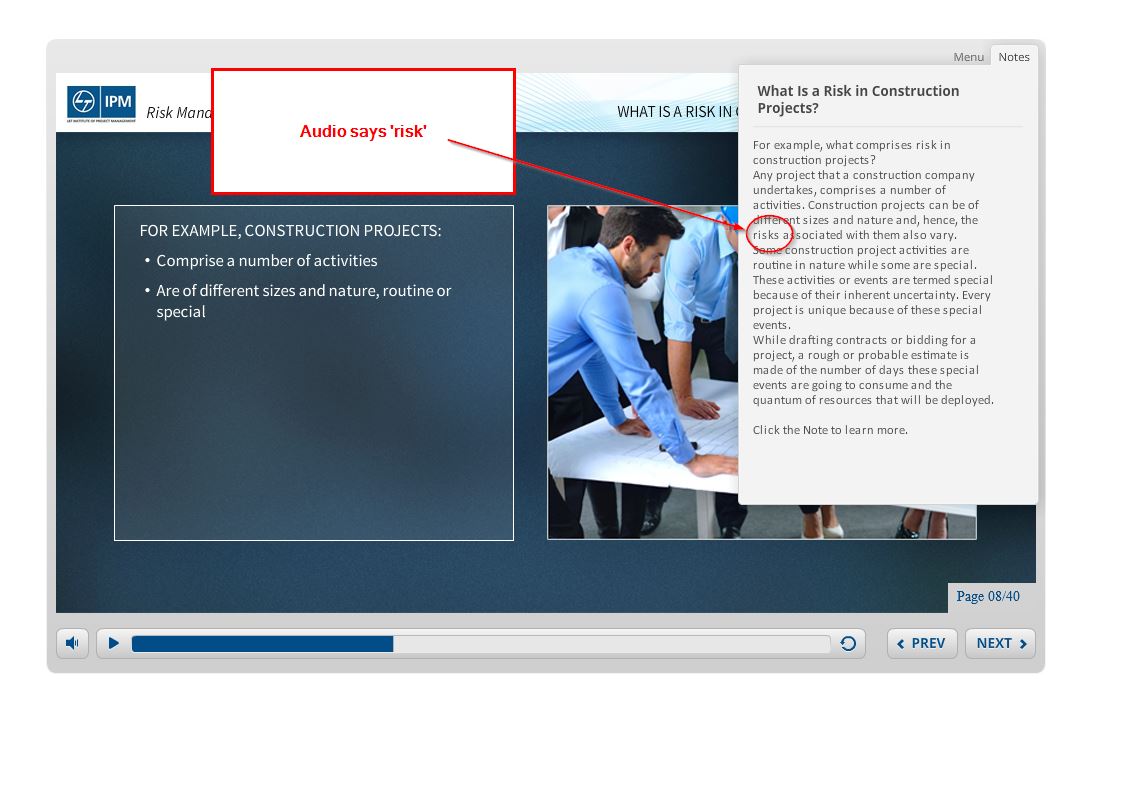 Menu Notes
LT IPM
L&T INSTITUTE OF PROJECT MANAGEMENT
Risk Mana
WHAT IS A RISK IN C
Audio says 'risk'
FOR EXAMPLE, CONSTRUCTION PROJECTS:
• Comprise a number of activities
• Are of different sizes and nature, routine or
special
What Is a Risk in Construction
Projects?
For example, what comprises risk in
construction projects?
Any project that a construction company
undertakes, comprises a number of
activities. Construction projects can be of
different sizes and nature and, hence, the
risks associated with them also vary.
Some construction project activities are
routine in nature while some are special.
These activities or events are termed special
because of their inherent uncertainty. Every
project is unique because of these special
events.
While drafting contracts or bidding for a
project, a rough or probable estimate is
made of the number of days these special
events are going to consume and the
quantum of resources that will be deployed.
Click the Note to learn more.
Page 08/40
PREV
NEXT